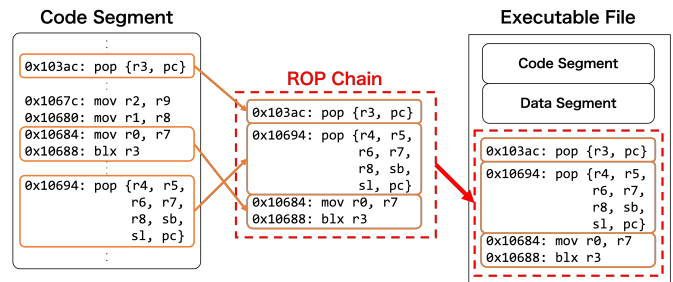 Code Segment
:
0x103ac: pop {r3, pc}
:
0x1067c: mov r2, r9
0x10680: mov r1, r8
0x10684: mov r0, r7
0x10688: blx r3
:
0x10694: pop {r4, r5,
r6, r7,
r8, sb,
sl, pc}
:
ROP Chain
0x103ac: pop {r3, pc}
0x10694: pop {r4, r5,
r6, r7,
r8, sb,
sl, pc}
0x10684: mov r0, r7
0x10688: blx r3
Executable File
Code Segment
Data Segment
0x103ac: pop {r3, pc}
0x10694: pop {r4, r5,
r6, r7,
r8, sb,
sl, pc}
0x10684: mov r0, r7
0x10688: blx r3